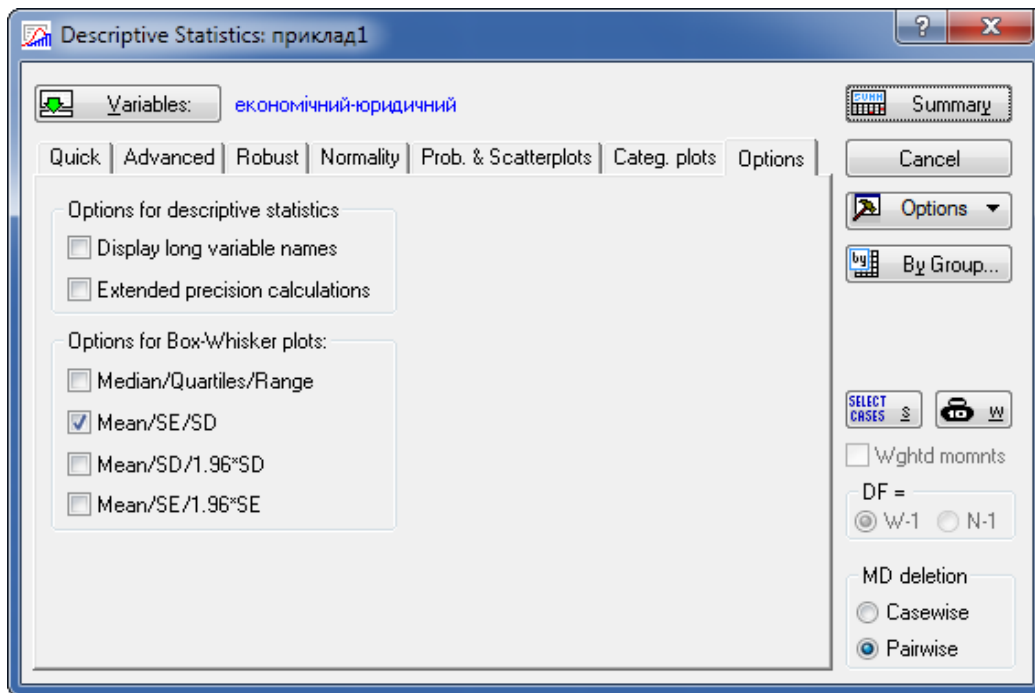 Descriptive Statistics: приклад1
?
X
Variables:
економічний-юридичний
Quick
Advanced
Robust
Normality
Prob. & Scatterplots
Categ. plots
Options
Options for descriptive statistics
Display long variable names
Extended precision calculations
Options for Box-Whisker plots:
Median/Quartiles/Range
Mean/SE/SD
Mean/SD/1.96*SD
Mean/SE/1.96*SE
SUMM
Summary
Cancel
Options
by
By Group...
SELECT CASES S
10 W
Wghtd momnts
DF =
W-1 N-1
MD deletion
Casewise
Pairwise